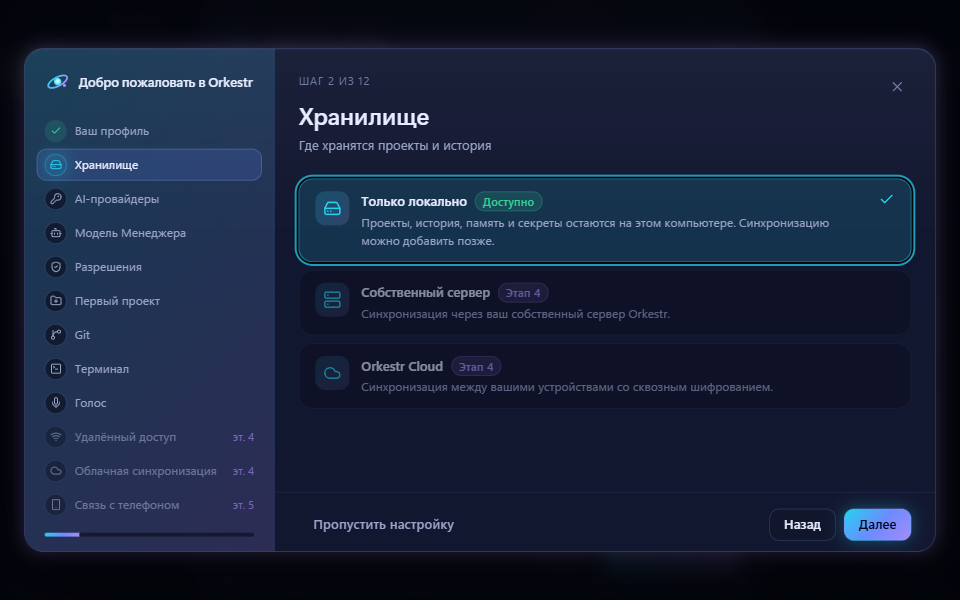 Добро пожаловать в Orkestr
Ваш профиль
Хранилище
AI-провайдеры
Модель Менеджера
Разрешения
Первый проект
Git
Терминал
Голос
Удалённый доступ эт. 4
Облачная синхронизация эт. 4
Связь с телефоном эт. 5
ШАГ 2 ИЗ 12
Хранилище
Где хранятся проекты и история
Только локально Доступно
Проекты, история, память и секреты остаются на этом компьютере. Синхронизацию
можно добавить позже.
Собственный сервер Этап 4
Синхронизация через ваш собственный сервер Orkestr.
Orkestr Cloud Этап 4
Синхронизация между вашими устройствами со сквозным шифрованием.
Пропустить настройку
Назад
Далее